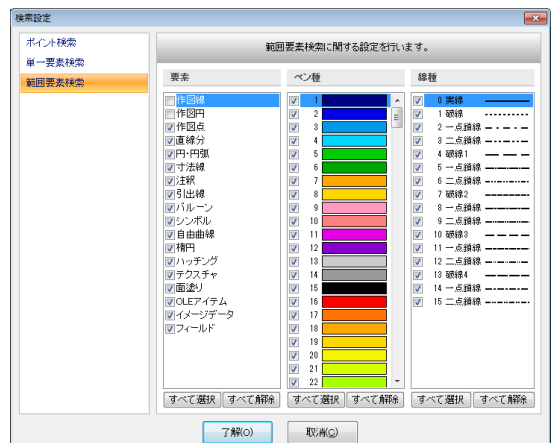 検索設定
ポイント検索
単一要素検索
範囲要素検索
範囲要素検索に関する設定を行います。
要素
作図線
作図円
作図点
直線分
円・円弧
寸法線
注釈
引出線
バルーン
シンボル
自由曲線
楕円
ハッチング
テクスチャ
面塗り
OLEアイテム
イメージデータ
フィールド
すべて選択 すべて解除
ペン種
1
2
3
4
5
6
7
8
9
10
11
12
13
14
15
16
17
18
19
20
21
22
すべて選択 すべて解除
線種
0 実線
1 破線
2 一点鎖線
3 二点鎖線
4 破線1
5 一点鎖線
6 二点鎖線
7 破線2
8 一点鎖線
9 二点鎖線
10 破線3
11 一点鎖線
12 二点鎖線
13 破線4
14 一点鎖線
15 二点鎖線
すべて選択 すべて解除
了解(O) 取消(C)